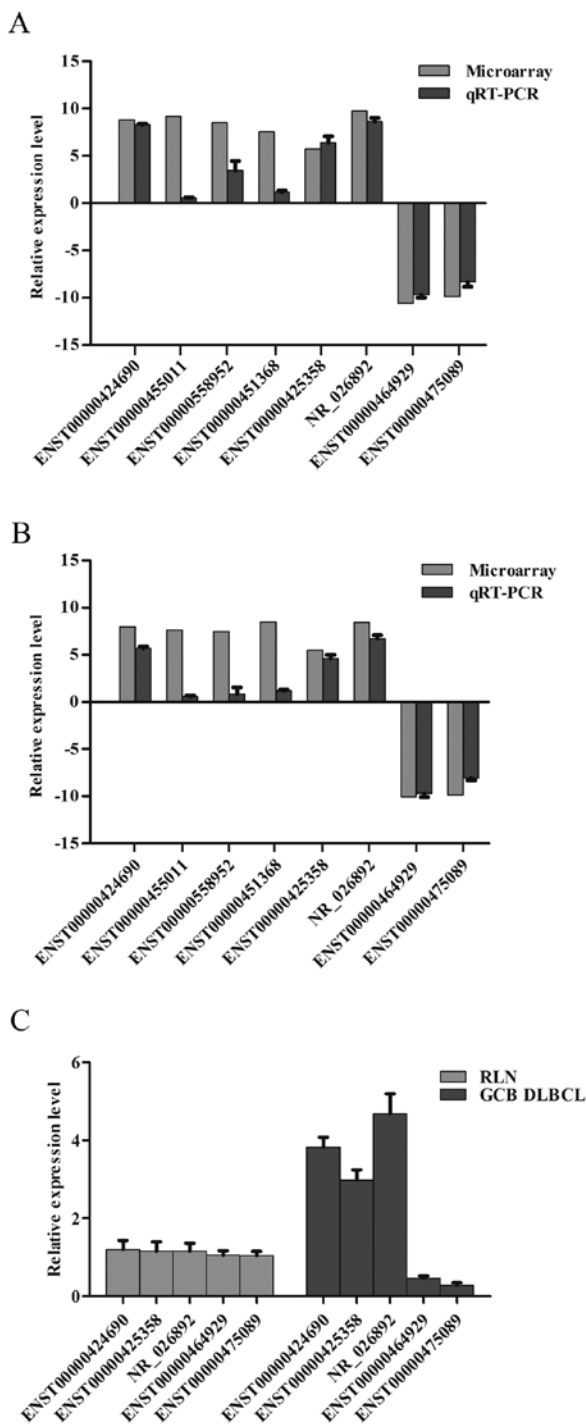 A
Relative expression level
15
10
5
0
-5
-10
-15
Microarray
qRT-PCR
ENST00000424690
ENST00000455011
ENST00000558952
ENST00000451368
ENST00000425358
NR_026892
ENST00000464929
ENST00000475089
B
Relative expression level
15
10
5
0
-5
-10
-15
Microarray
qRT-PCR
ENST00000424690
ENST00000455011
ENST00000558952
ENST00000451368
ENST00000425358
NR_026892
ENST00000464929
ENST00000475089
C
Relative expression level
6
4
2
0
RLN
GCB DLBCL
ENST00000424690
ENST00000425358
NR_026892
ENST00000464929
ENST00000475089
ENST00000424690
ENST00000425358
NR_026892
ENST00000464929
ENST00000475089